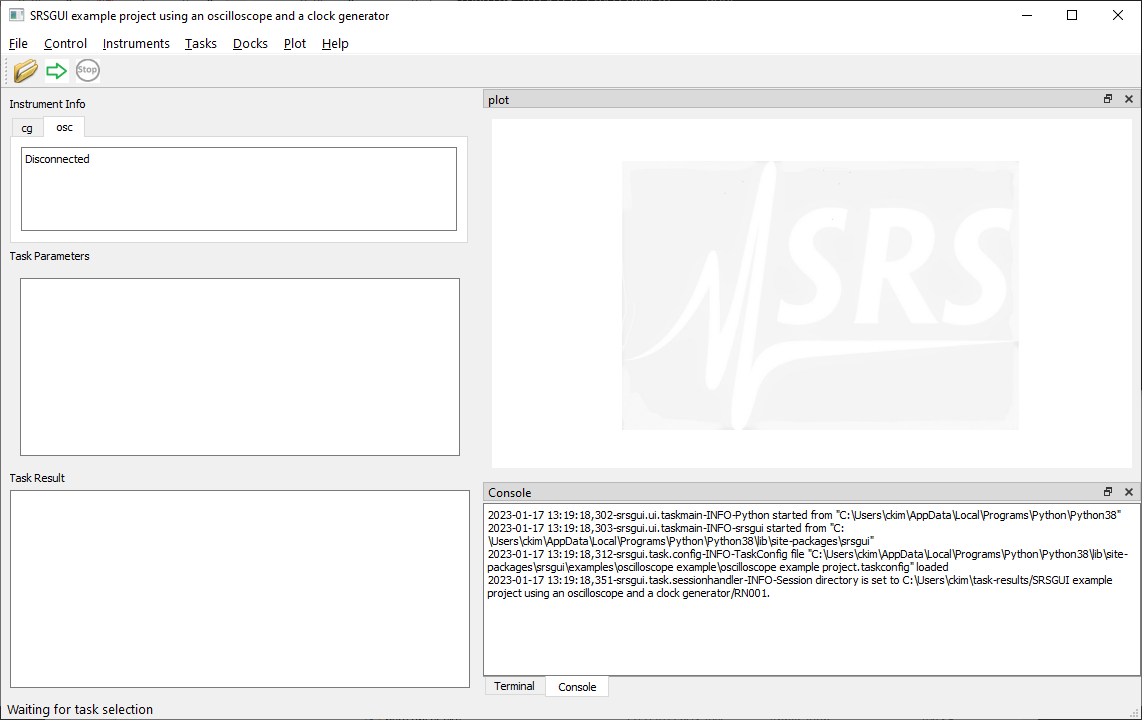 SRSGUI example project using an oscilloscope and a clock generator
File Control Instruments Tasks Docks Plot Help
Stop
Instrument Info
cg osc
Disconnected
Task Parameters
Task Result
Waiting for task selection
plot
SRS
Console
2023-01-17 13:19:18,302-srsgui.ui.taskmain-INFO-Python started from "C:\Users\ckim\AppData\Local\Programs\Python\Python38"
2023-01-17 13:19:18,303-srsgui.ui.taskmain-INFO-srsgui started from "C:
\Users\ckim\AppData\Local\Programs\Python\Python38\lib\site-packages\srsgui"
2023-01-17 13:19:18,312-srsgui.task.config-INFO-TaskConfig file "C:\Users\ckim\AppData\Local\Programs\Python\Python38\lib\site-
packages\srsgui\examples\oscilloscope example\oscilloscope example project.taskconfig" loaded
2023-01-17 13:19:18,351-srsgui.task.sessionhandler-INFO-Session directory is set to C:\Users\ckim\task-results/SRSGUI example
project using an oscilloscope and a clock generator/RN001.
Terminal Console